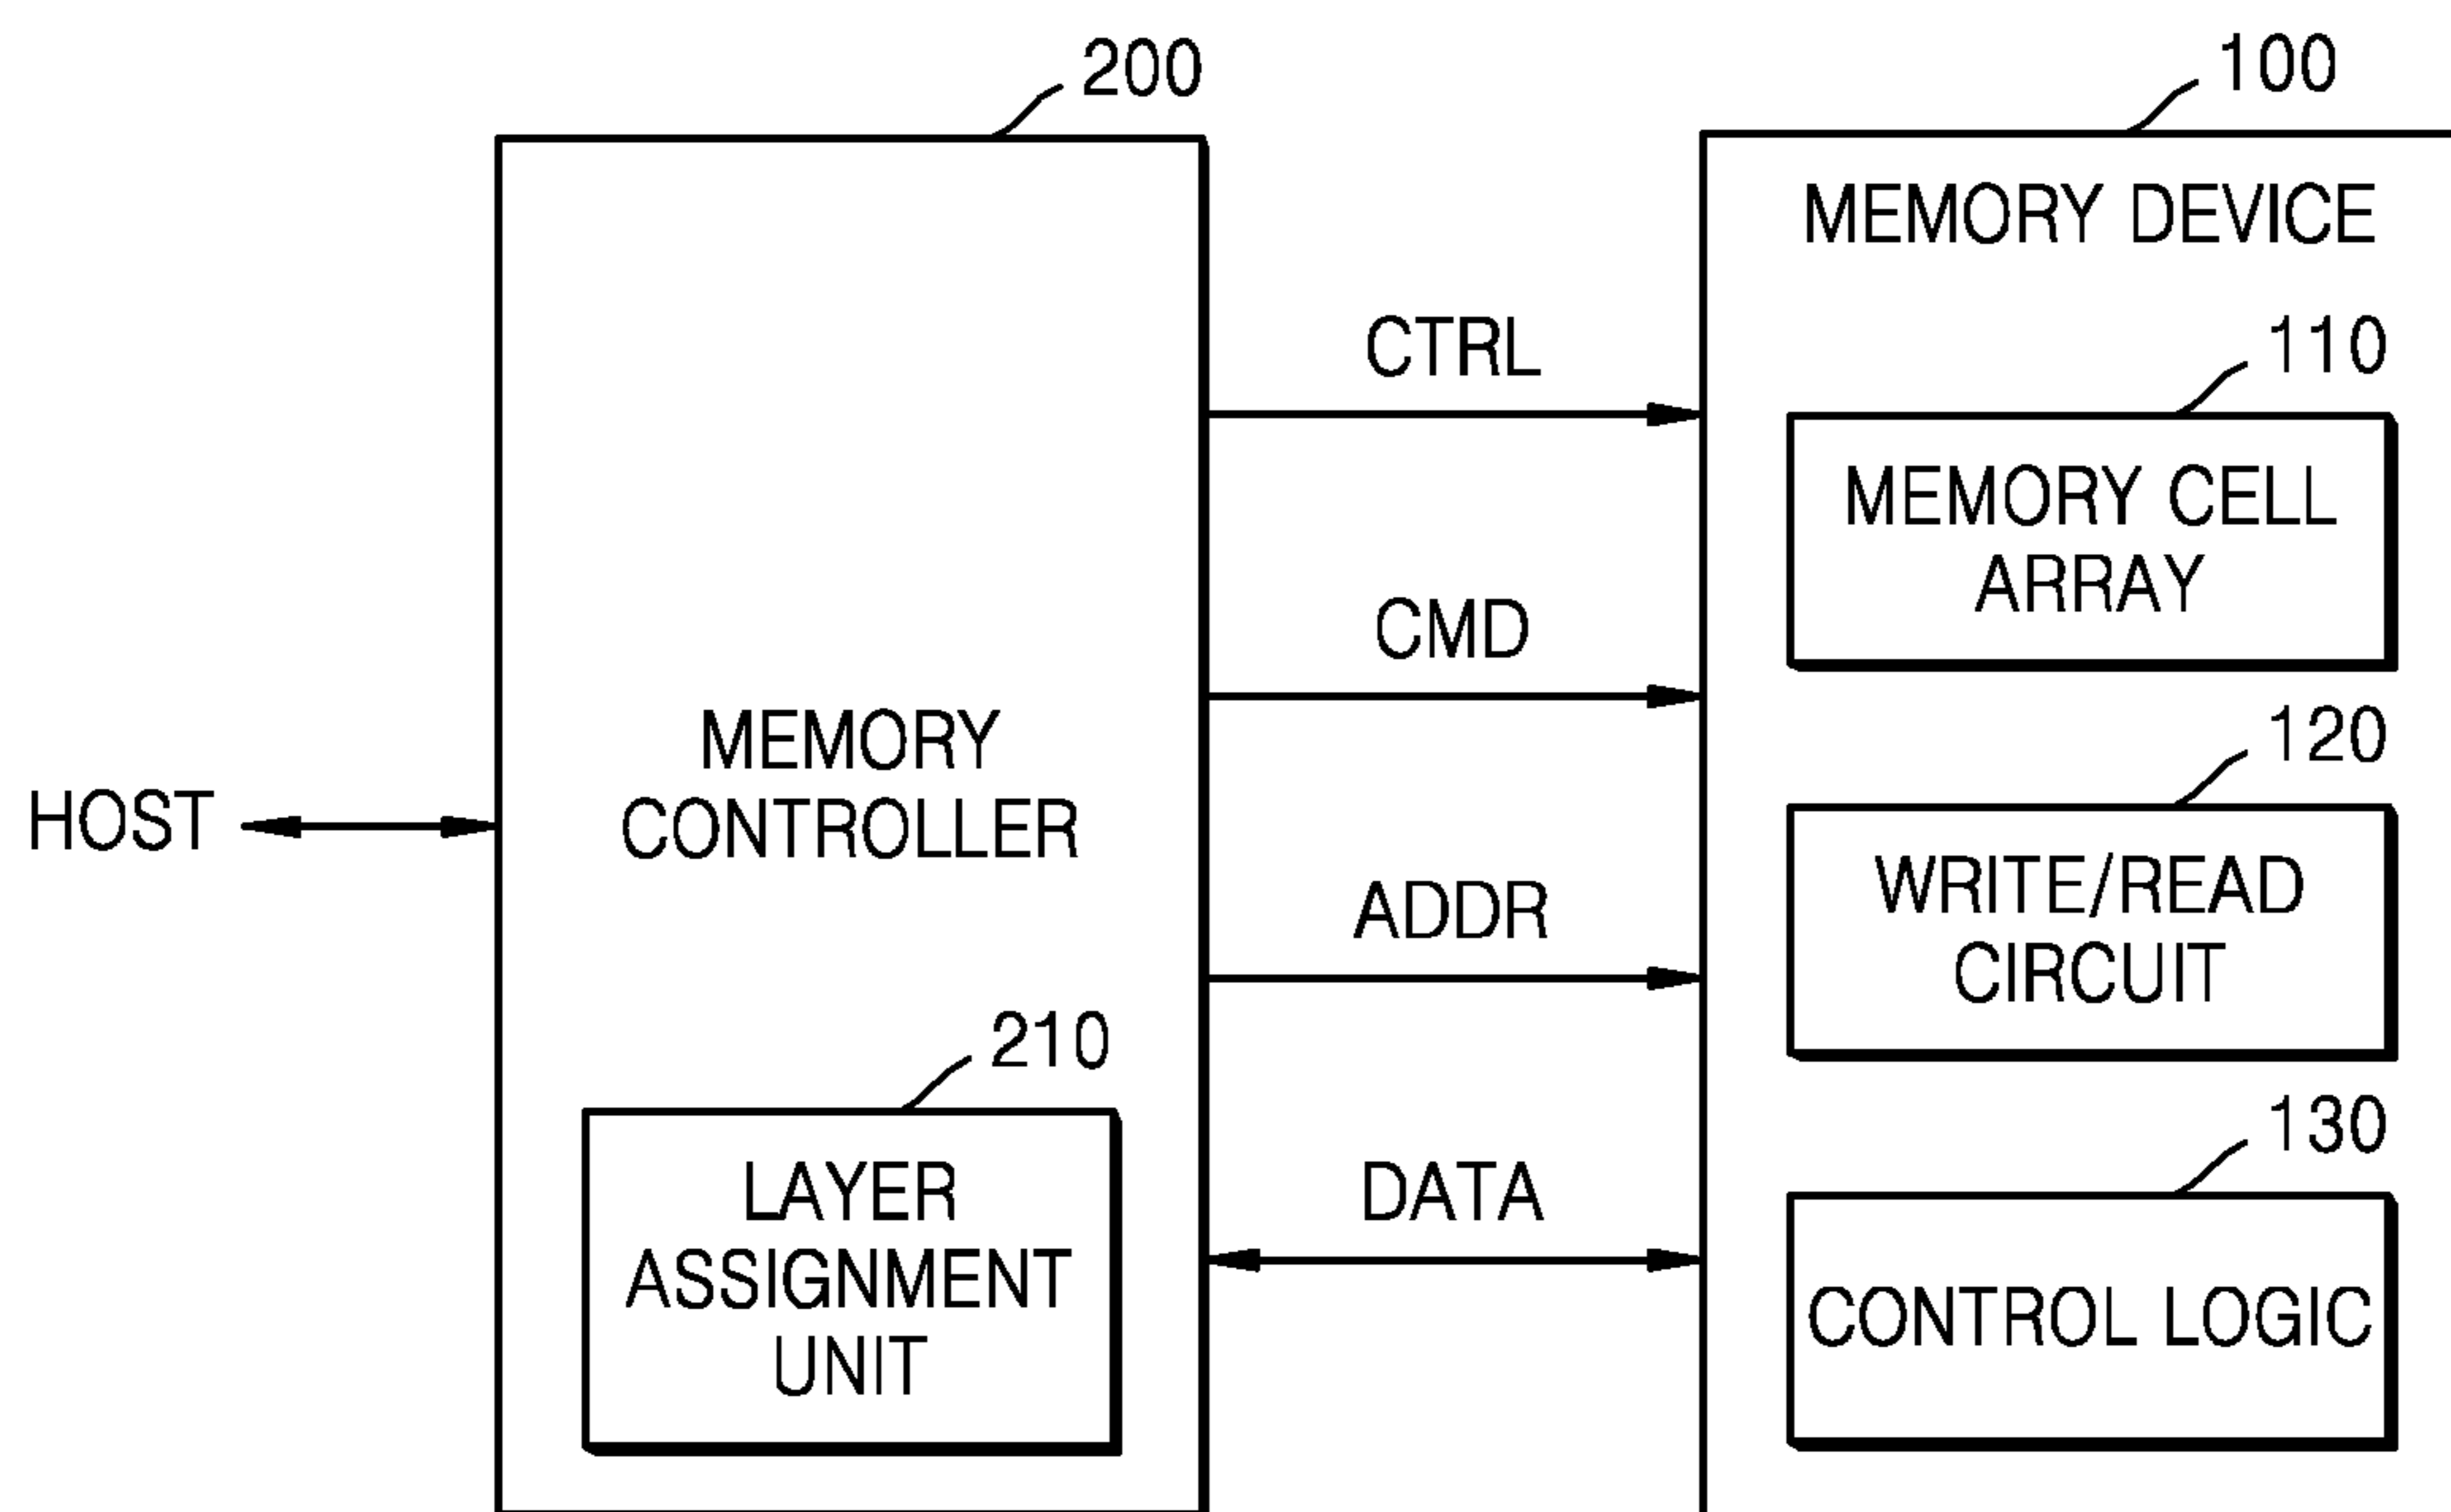 200
100
MEMORY DEVICE
CTRL
110
MEMORY CELL
ARRAY
CMD
120
MEMORY
CONTROLLER
HOST
WRITE/READ
CIRCUIT
ADDR
210
130
LAYER
ASSIGNMENT
UNIT
DATA
CONTROL LOGIC